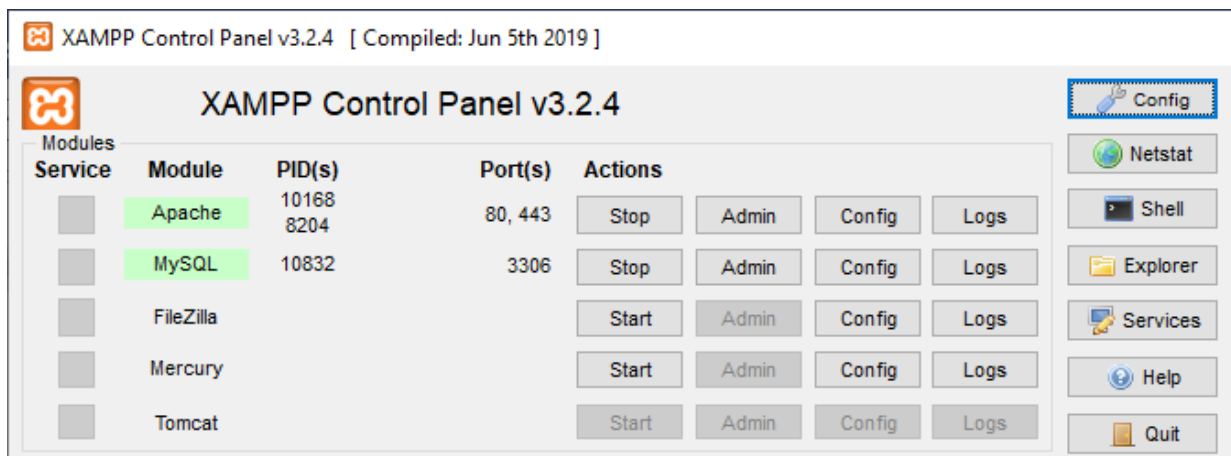 XAMPP Control Panel v3.2.4 [ Compiled: Jun 5th 2019 ]
XAMPP Control Panel v3.2.4
Modules
Service Module PID(s) Port(s) Actions
Apache 10168 8204 80, 443 Stop Admin Config Logs
MySQL 10832 3306 Stop Admin Config Logs
FileZilla Start Admin Config Logs
Mercury Start Admin Config Logs
Tomcat Start Admin Config Logs
Config
Netstat
Shell
Explorer
Services
Help
Quit